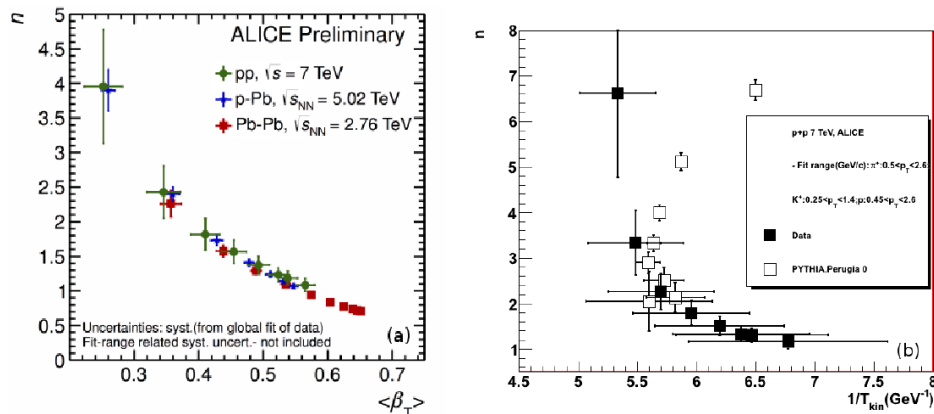 n
5
4.5
4
3.5
3
2.5
2
1.5
1
0.5
0
ALICE Preliminary
pp, √s = 7 TeV
p-Pb, √sNN = 5.02 TeV
Pb-Pb, √sNN = 2.76 TeV
Uncertainties: syst.(from global fit of data)
Fit-range related syst. uncert.- not included
(a)
0.3 0.4 0.5 0.6 0.7
0.2
<βT>
n
8
7
6
5
4
3
2
1
p+p 7 TeV, ALICE
- Fit range(GeV/c): π+:0.5<pT<2.6;
K+:0.25<pT<1.4;p:0.45<pT<2.6
Data
PYTHIA,Perugia 0
(b)
4.5 5 5.5 6 6.5 7 7.5 8
1/Tkin(GeV-1)